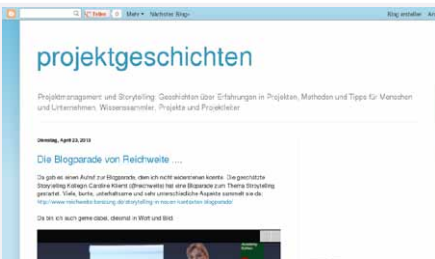 Teilen 0 Mehr Nächster Blog» Blog erstellen
projektgeschichten
Projektmanagement und Storytelling: Geschichten über Erfahrungen in Projekten, Methoden und Tipps für Menschen
und Unternehmen, Wissenssammler, Projekte und Projektleiter
Dienstag, April 23, 2013
Die Blogparade von Reichweite ....
Da gab es einen Aufruf zur Blogparade, dem ich nicht widerstehen konnte. Die geschätzte
Storytelling Kollegin Caroline Kliemt (@reichweite) hat eine Blogparade zum Thema Storytelling
gestartet. Viele, bunte, unterhaltsame und sehr unterschiedliche Aspekte sammelt sie da:
Da bin ich auch gerne dabei, diesmal in Wort und Bild.